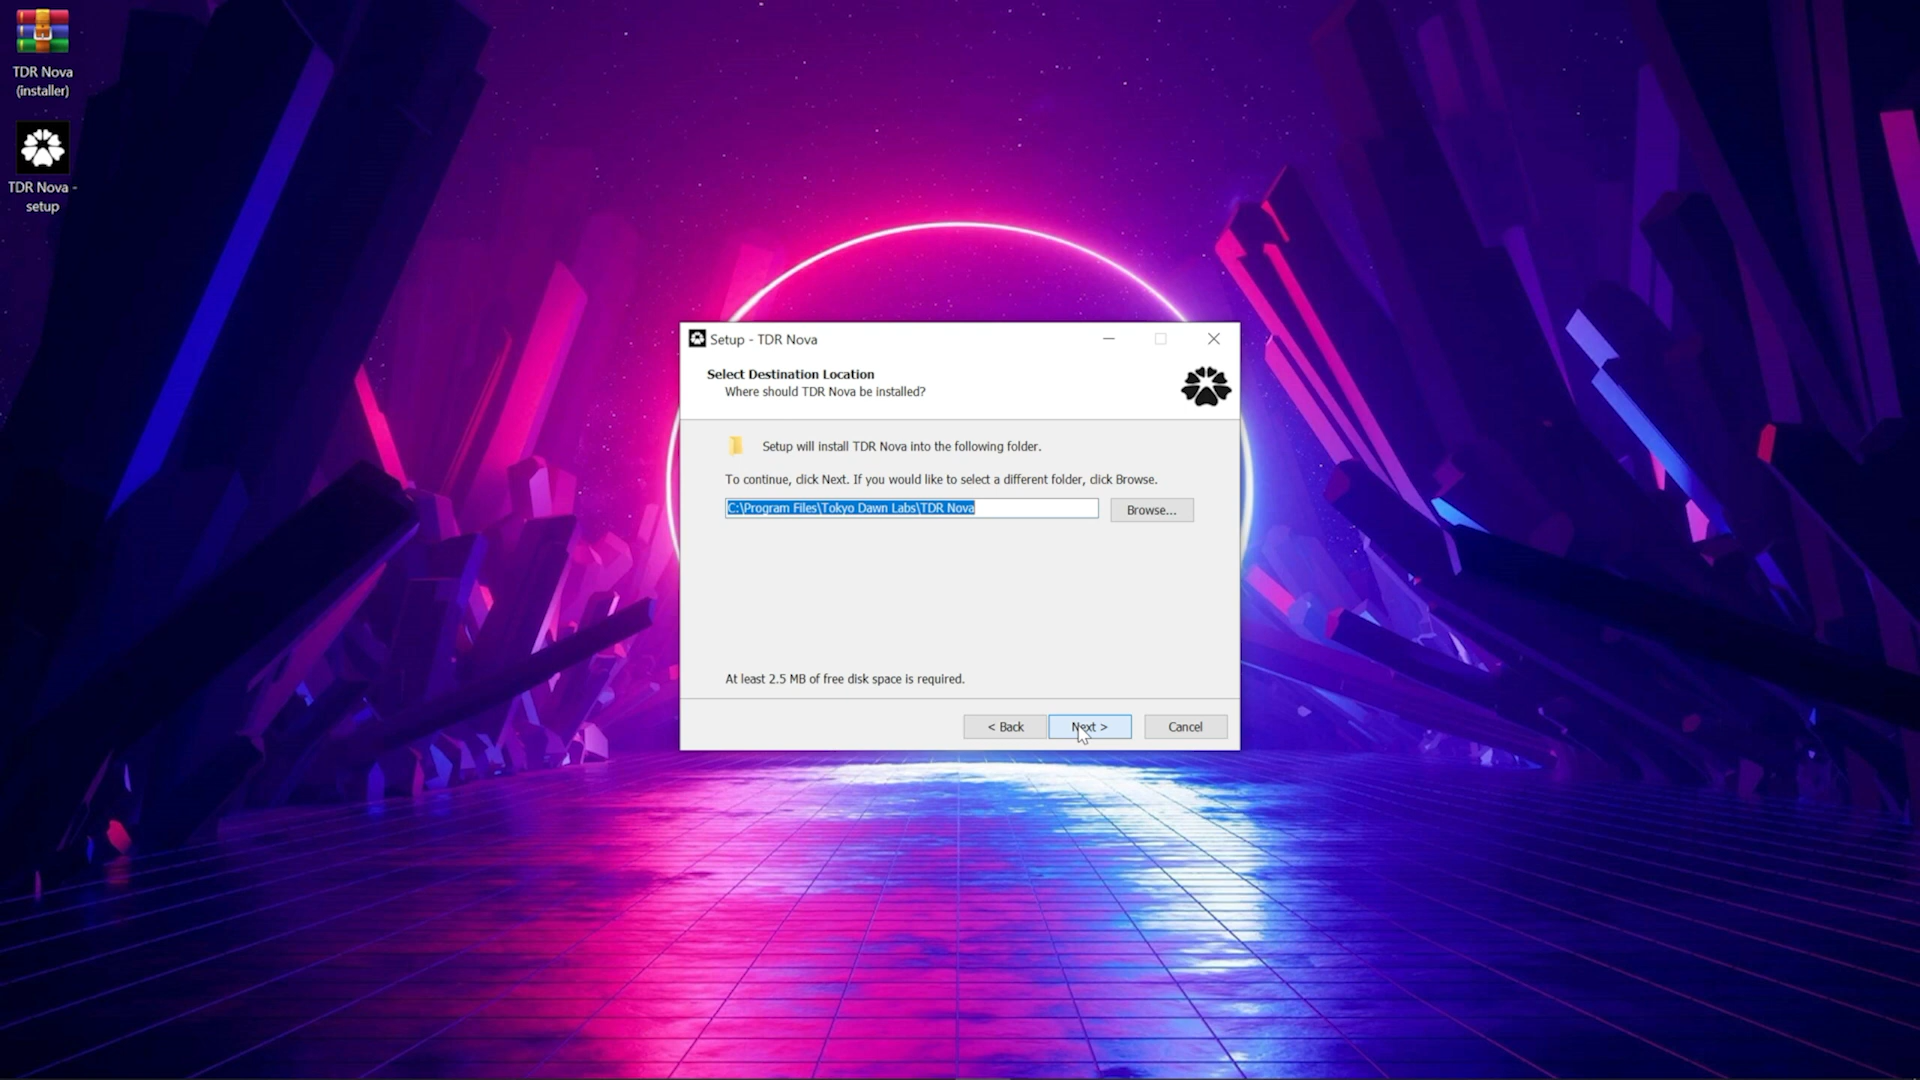 TDR Nova
(installer)
TDR Nova -
setup
Setup - TDR Nova
Select Destination Location
Where should TDR Nova be installed?
Setup will install TDR Nova into the following folder.
To continue, click Next. If you would like to select a different folder, click Browse.
C:\Program Files\Tokyo Dawn Labs\TDR Nova
Browse...
At least 2.5 MB of free disk space is required.
< Back
Next >
Cancel